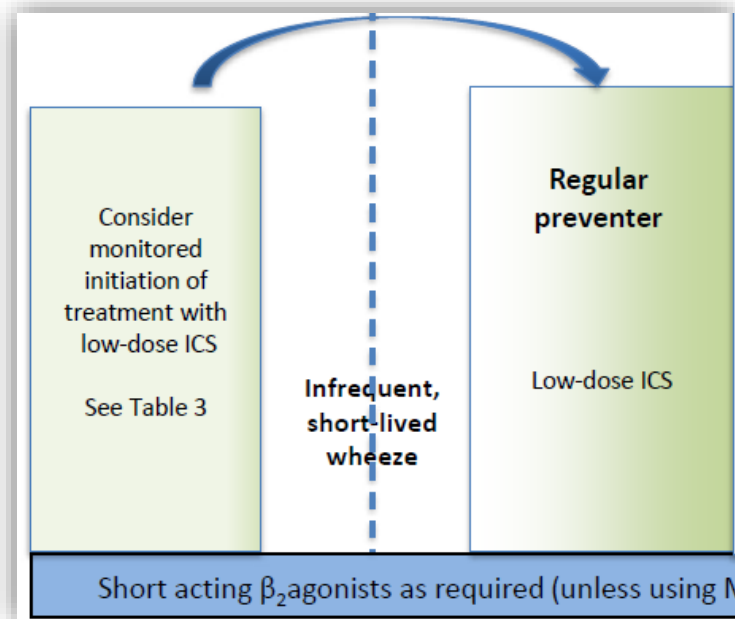 Consider
monitored
initiation of
treatment with
low-dose ICS
See Table 3
Infrequent,
short-lived
wheeze
Regular
preventer
Low-dose ICS
Short acting β₂agonists as required (unless using M